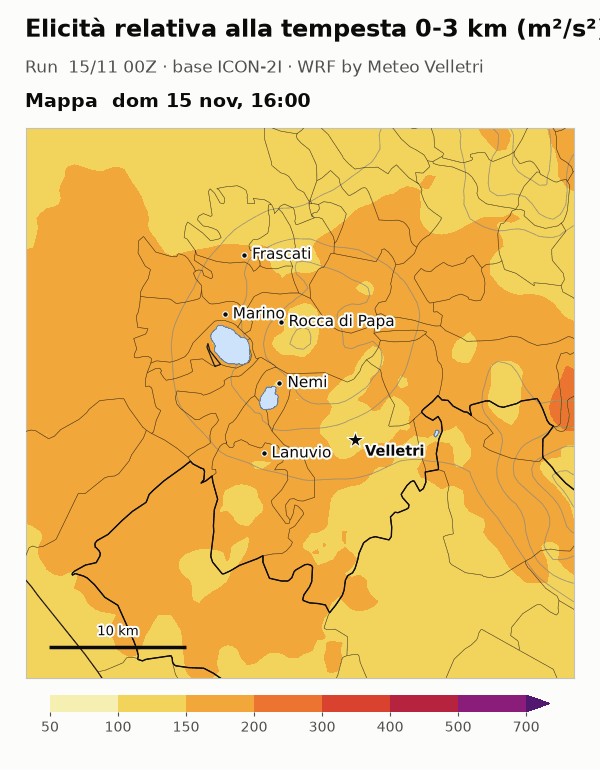 Elicità relativa alla tempesta 0-3 km (m²/s²)
Run 15/11 00Z · base ICON-2I · WRF by Meteo Velletri
Mappa dom 15 nov, 16:00
Frascati
Marino
Rocca di Papa
Nemi
Velletri
Lanuvio
10 km
50 100 150 200 300 400 500 700